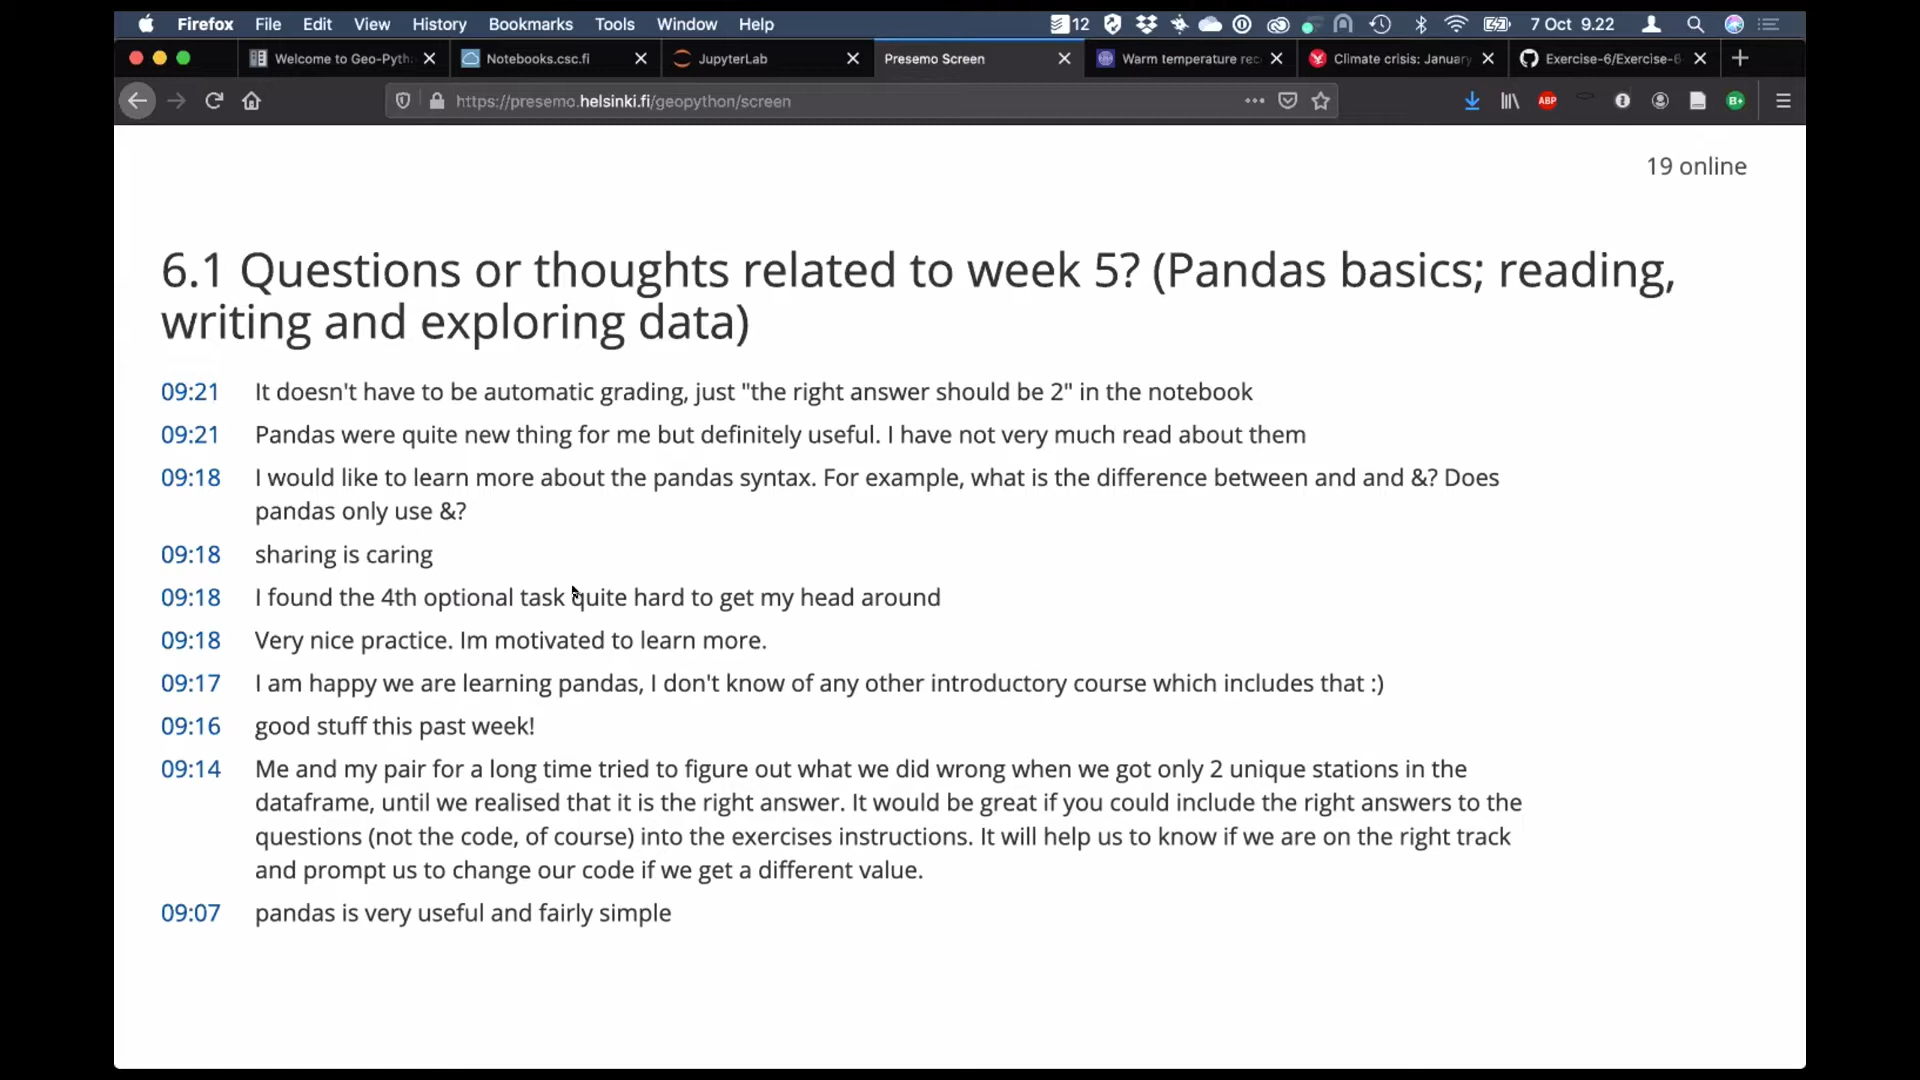 Firefox File Edit View History Bookmarks Tools Window Help 12 7 Oct 9.22
Welcome to Geo-Pyth Notebooks.csc.fi JupyterLab Presemo Screen Warm temperature rec Climate crisis: January Exercise-6/Exercise-6
https://presemo.helsinki.fi/geopython/screen ABP B+
19 online
6.1 Questions or thoughts related to week 5? (Pandas basics; reading,
writing and exploring data)
09:21 It doesn't have to be automatic grading, just "the right answer should be 2" in the notebook
09:21 Pandas were quite new thing for me but definitely useful. I have not very much read about them
09:18 I would like to learn more about the pandas syntax. For example, what is the difference between and and &? Does
pandas only use &?
09:18 sharing is caring
09:18 I found the 4th optional task quite hard to get my head around
09:18 Very nice practice. Im motivated to learn more.
09:17 I am happy we are learning pandas, I don't know of any other introductory course which includes that :)
09:16 good stuff this past week!
09:14 Me and my pair for a long time tried to figure out what we did wrong when we got only 2 unique stations in the
dataframe, until we realised that it is the right answer. It would be great if you could include the right answers to the
questions (not the code, of course) into the exercises instructions. It will help us to know if we are on the right track
and prompt us to change our code if we get a different value.
09:07 pandas is very useful and fairly simple